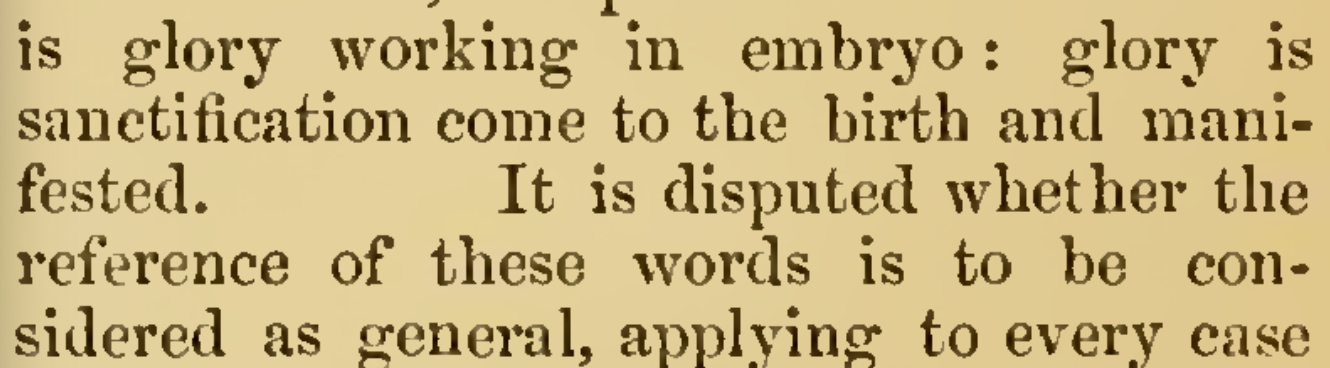 is glory working in embryo: glory is
sanctification come to the birth and mani-
fested. It is disputed whether the
reference of these words is to be con-
sidered as general, applying to every case